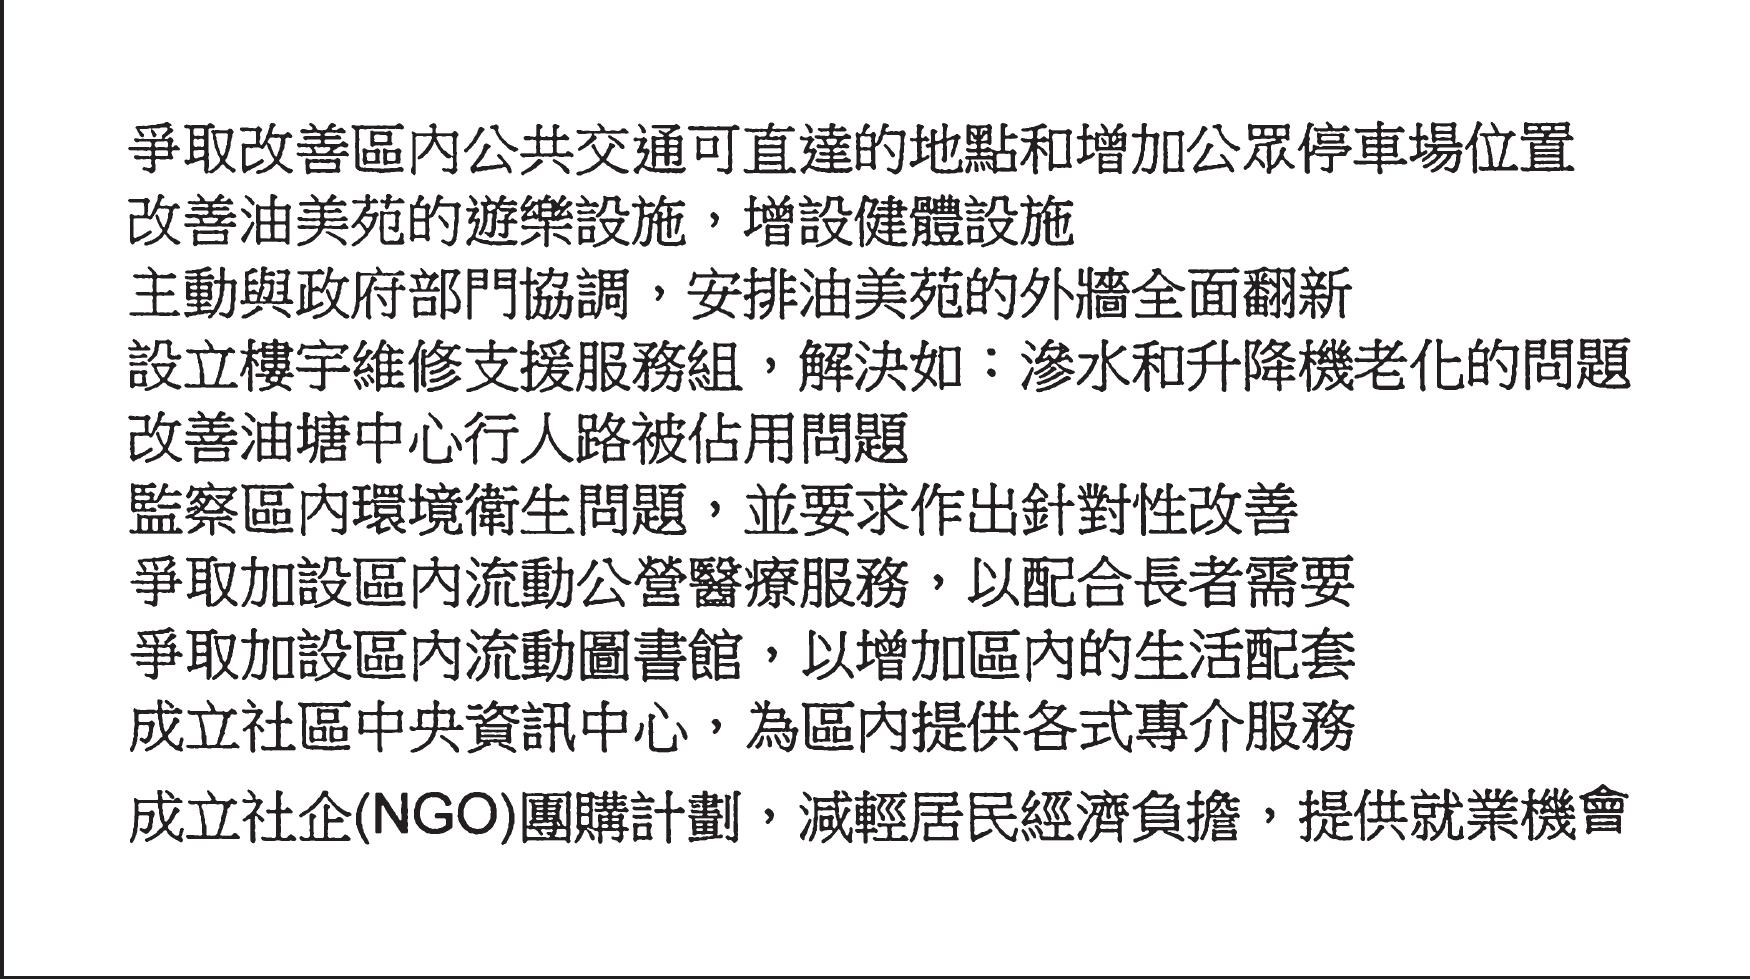 爭取改善區內公共交通可直達的地點和增加公眾停車場位置
改善油美苑的遊樂設施，增設健體設施
主動與政府部門協調，安排油美苑的外牆全面翻新
設立樓宇維修支援服務組，解決如：滲水和升降機老化的問題
改善油塘中心行人路被佔用問題
監察區內環境衛生問題，並要求作出針對性改善
爭取加設區內流動公營醫療服務，以配合長者需要
爭取加設區內流動圖書館，以增加區內的生活配套
成立社區中央資訊中心，為區內提供各式專介服務
成立社企(NGO)團購計劃，減輕居民經濟負擔，提供就業機會